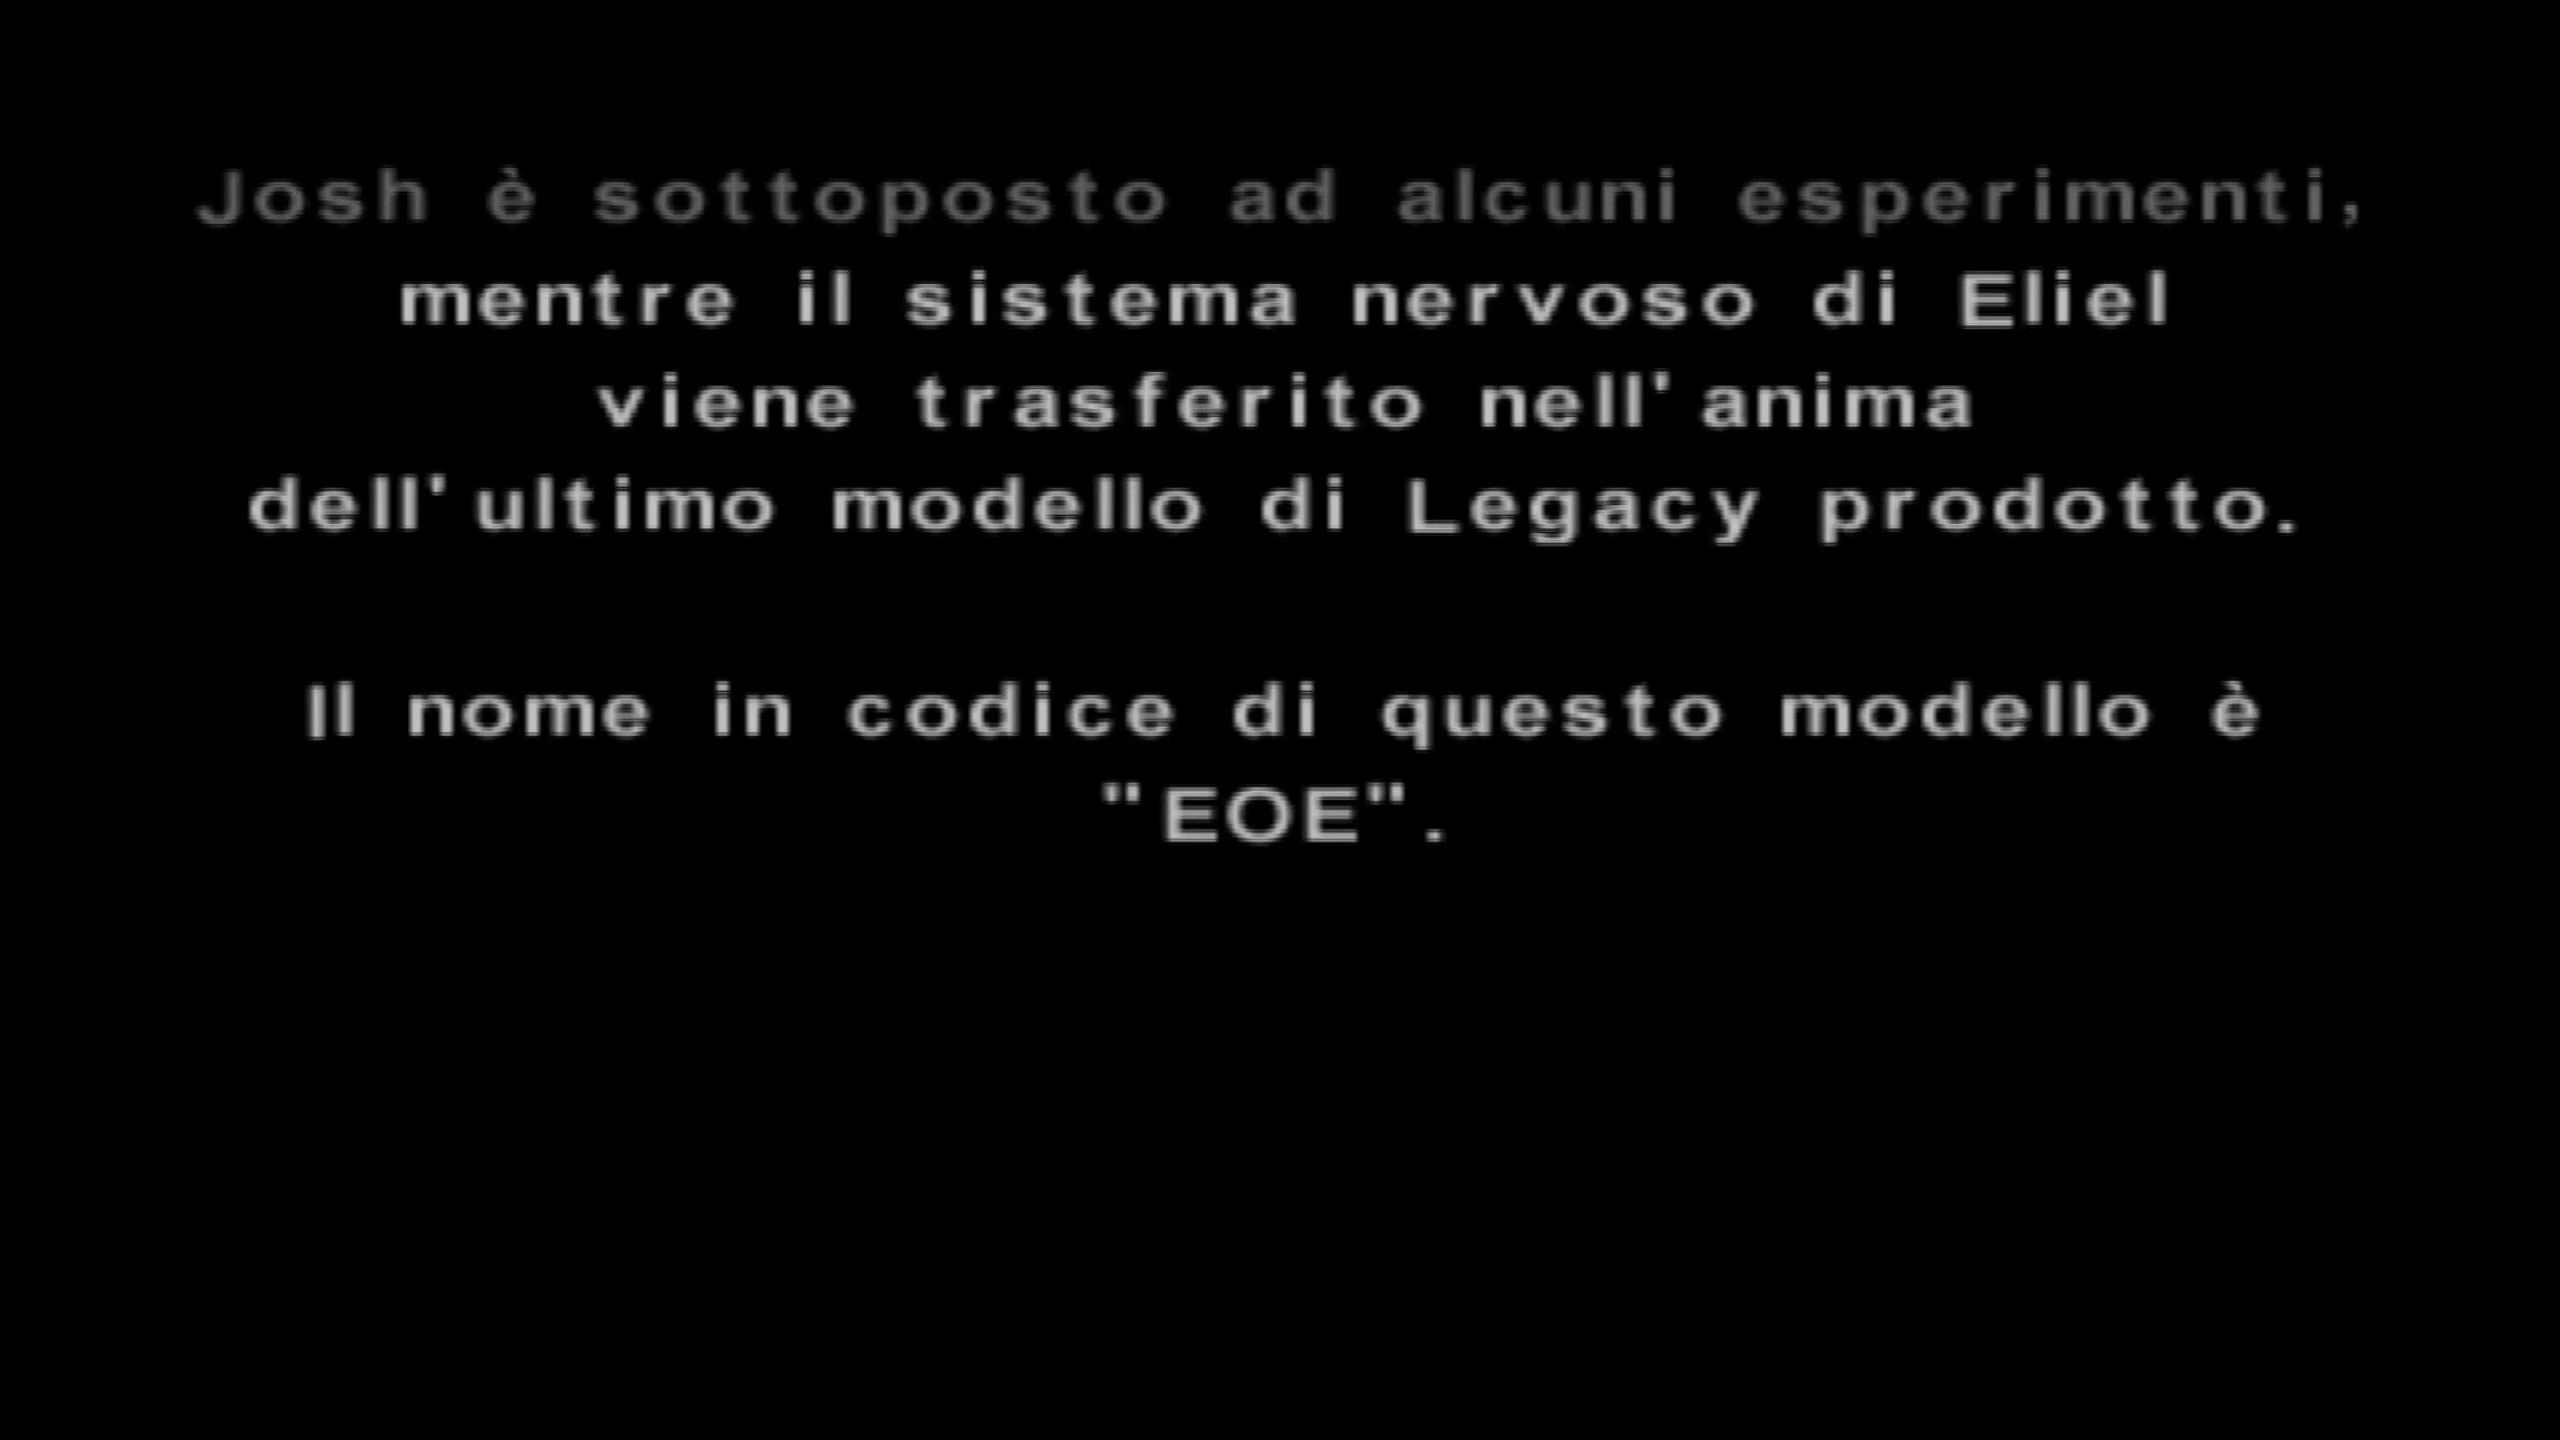 Josh è sottoposto ad alcuni esperimenti,
mentre il sistema nervoso di Eliel
viene trasferito nell'anima
dell'ultimo modello di Legacy prodotto.
Il nome in codice di questo modello è
"EOE".